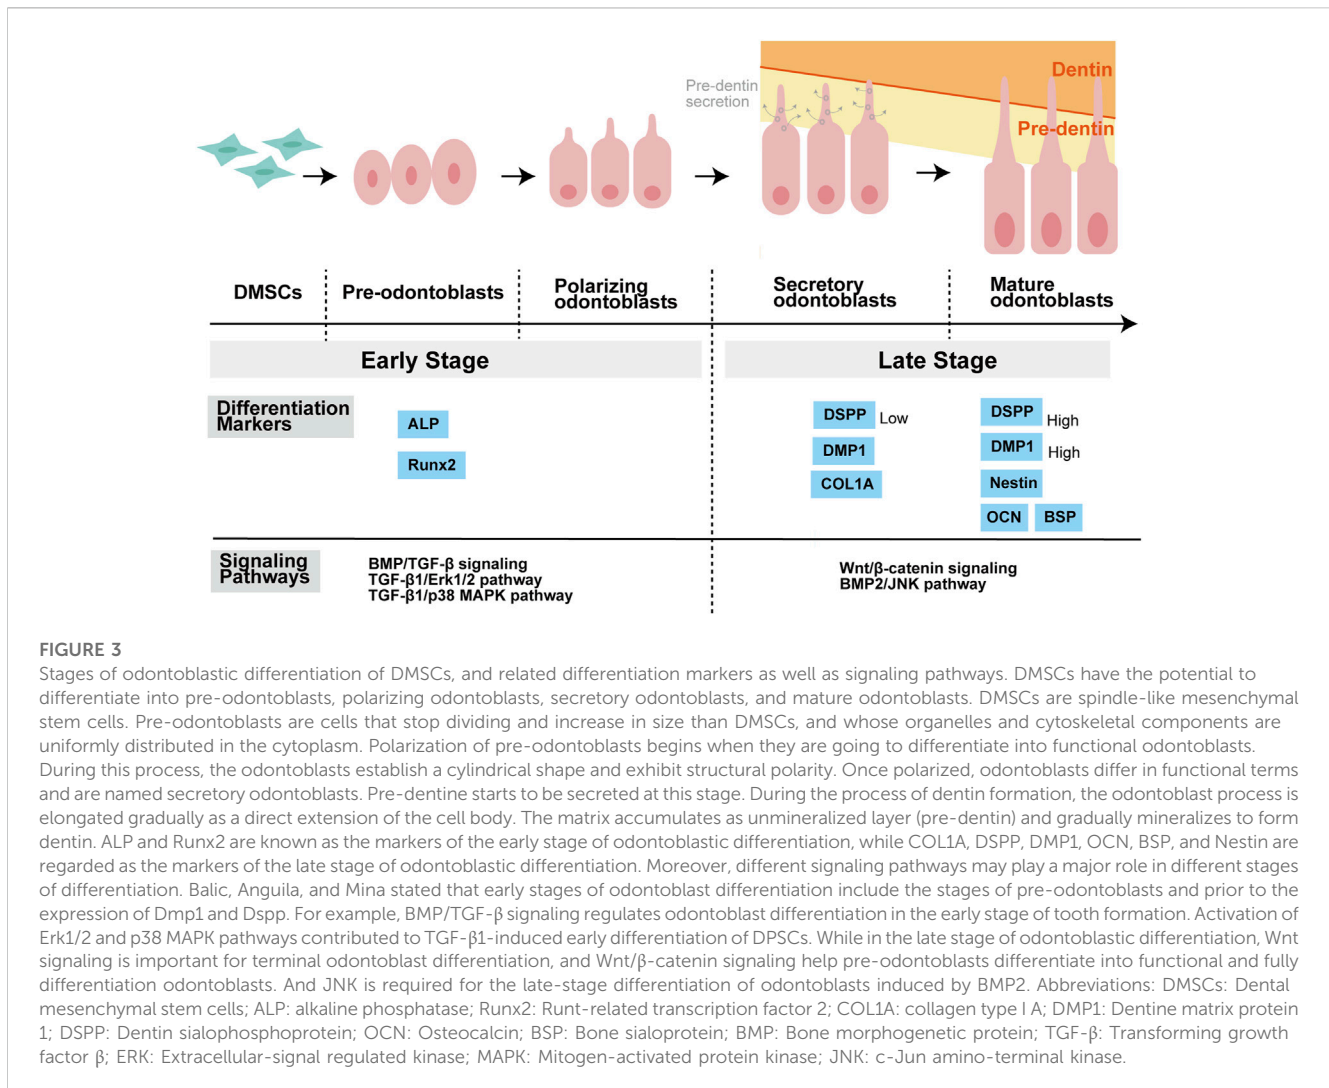 Pre-dentin
secretion
Dentin
Pre-dentin
DMSCs
Pre-odontoblasts
Polarizing
odontoblasts
Secretory
odontoblasts
Mature
odontoblasts
Early Stage
Late Stage
Differentiation
Markers
ALP
Runx2
DSPP Low
DMP1
COL1A
DSPP High
DMP1 High
Nestin
OCN BSP
Signaling
Pathways
BMP/TGF-β signaling
TGF-β1/Erk1/2 pathway
TGF-β1/p38 MAPK pathway
Wnt/β-catenin signaling
BMP2/JNK pathway
FIGURE 3
Stages of odontoblastic differentiation of DMSCs, and related differentiation markers as well as signaling pathways. DMSCs have the potential to
differentiate into pre-odontoblasts, polarizing odontoblasts, secretory odontoblasts, and mature odontoblasts. DMSCs are spindle-like mesenchymal
stem cells. Pre-odontoblasts are cells that stop dividing and increase in size than DMSCs, and whose organelles and cytoskeletal components are
uniformly distributed in the cytoplasm. Polarization of pre-odontoblasts begins when they are going to differentiate into functional odontoblasts.
During this process, the odontoblasts establish a cylindrical shape and exhibit structural polarity. Once polarized, odontoblasts differ in functional terms
and are named secretory odontoblasts. Pre-dentine starts to be secreted at this stage. During the process of dentin formation, the odontoblast process is
elongated gradually as a direct extension of the cell body. The matrix accumulates as unmineralized layer (pre-dentin) and gradually mineralizes to form
dentin. ALP and Runx2 are known as the markers of the early stage of odontoblastic differentiation, while COL1A, DSPP, DMP1, OCN, BSP, and Nestin are
regarded as the markers of the late stage of odontoblastic differentiation. Moreover, different signaling pathways may play a major role in different stages
of differentiation. Balic, Anguila, and Mina stated that early stages of odontoblast differentiation include the stages of pre-odontoblasts and prior to the
expression of Dmp1 and Dspp. For example, BMP/TGF-β signaling regulates odontoblast differentiation in the early stage of tooth formation. Activation of
Erk1/2 and p38 MAPK pathways contributed to TGF-β1-induced early differentiation of DPSCs. While in the late stage of odontoblastic differentiation, Wnt
signaling is important for terminal odontoblast differentiation, and Wnt/β-catenin signaling help pre-odontoblasts differentiate into functional and fully
differentiation odontoblasts. And JNK is required for the late-stage differentiation of odontoblasts induced by BMP2. Abbreviations: DMSCs: Dental
mesenchymal stem cells; ALP: alkaline phosphatase; Runx2: Runt-related transcription factor 2; COL1A: collagen type I A; DMP1: Dentine matrix protein
1; DSPP: Dentin sialophosphoprotein; OCN: Osteocalcin; BSP: Bone sialoprotein; BMP: Bone morphogenetic protein; TGF-β: Transforming growth
factor β; ERK: Extracellular-signal regulated kinase; MAPK: Mitogen-activated protein kinase; JNK: c-Jun amino-terminal kinase.